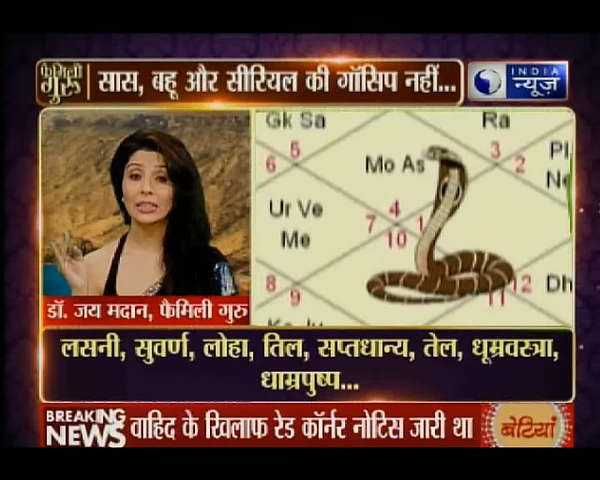 फैमिली गुरु
सास, बहू और सीरियल की गॉसिप नहीं...
INDIA
न्यूज़
Gk Sa
Ra
5
6
3
2
Mo As
Ur Ve
Me
4
7
1
10
8
9
12
11
Dh
डॉ. जय मदान, फैमिली गुरु
लसनी, सुवर्ण, लोहा, तिल, सप्तधान्य, तेल, धूम्रवस्त्रा,
धाम्रपुष्प...
BREAKING
NEWS
वाहिद के खिलाफ रेड कॉर्नर नोटिस जारी था
बेटियां